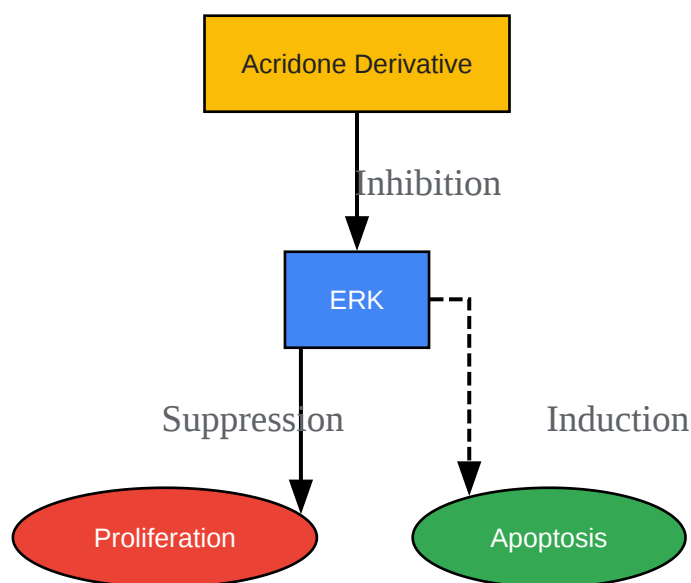 Acridone Derivative
Inhibition
ERK
Suppression
Induction
Proliferation
Apoptosis